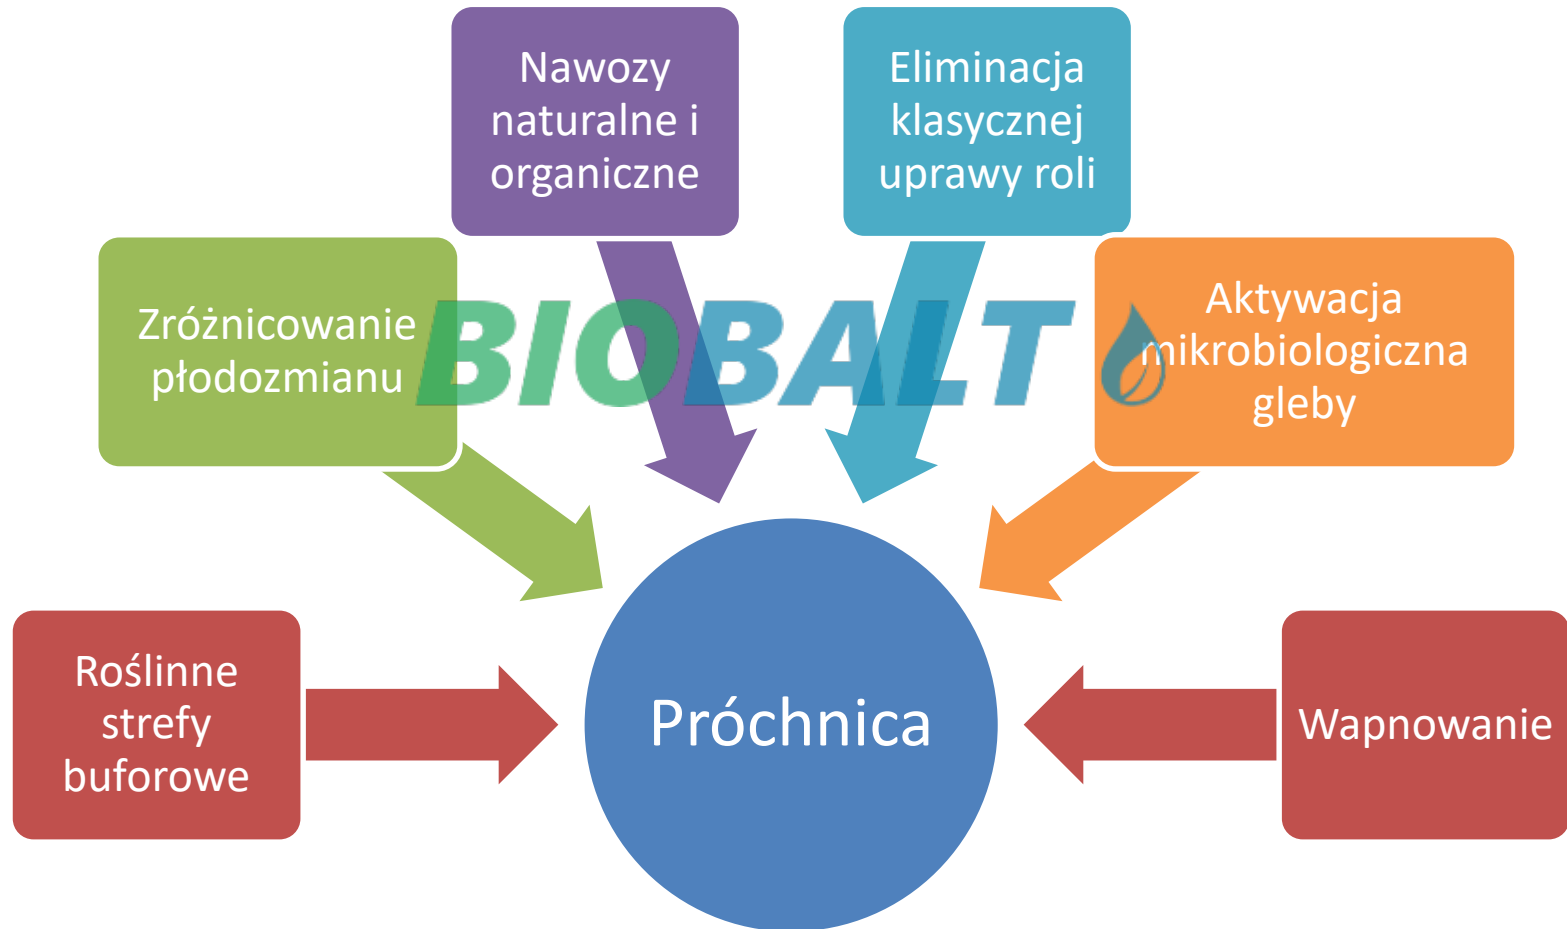 Nawozy
naturalne i
organiczne
Eliminacja
klasycznej
uprawy roli
Zróżnicowanie
płodozmianu
BIOBALT
Aktywacja
mikrobiologiczna
gleby
Roślinne
strefy
buforowe
Próchnica
Wapnowanie